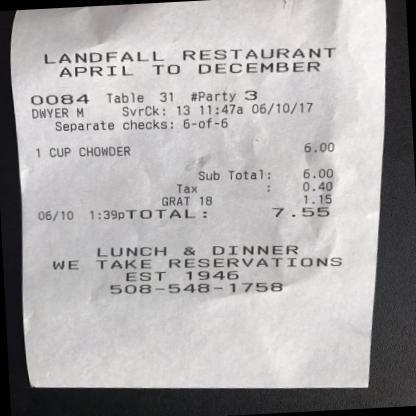 LANDFALL RESTAURANT
APRIL TO DECEMBER
0084 Table 31 #Party 3
DWYER M SvrCk: 13 11:47a 06/10/17
Separate checks: 6-of-6
1 CUP CHOWDER 6.00
Sub Total: 6.00
Tax : 0.40
GRAT 18 1.15
06/10 1:39pTOTAL: 7.55
LUNCH & DINNER
WE TAKE RESERVATIONS
EST 1946
508-548-1758